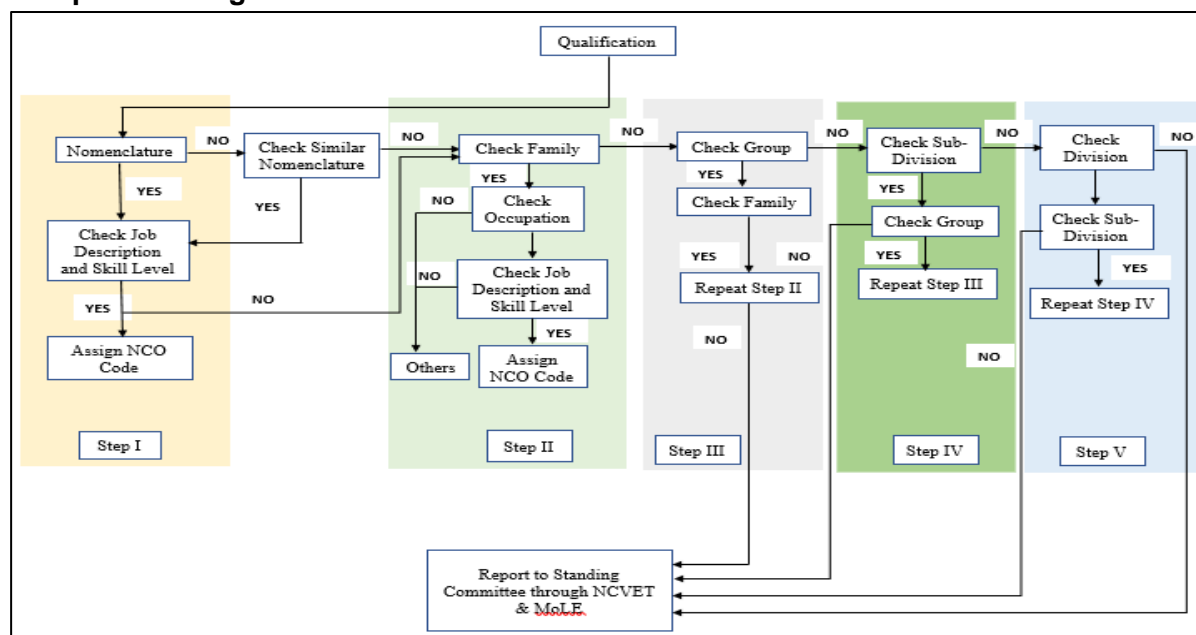 Qualification
NO
NO
NO
NO
NO
NO
Nomenclature
Check Similar
Nomenclature
Check Family
Check Group
Check Sub-
Division
Check
Division
YES
YES
YES
YES
YES
NO
Check
Occupation
Check Family
Check Group
Check Sub-
Division
Check Job
Description
and Skill Level
YES
NO
YES
NO
YES
YES
NO
Check Job
Description and
Skill Level
Repeat Step II
Repeat Step III
Repeat Step IV
YES
NO
NO
Assign NCO
Code
Others
Assign
NCO Code
Step I
Step II
Step III
Step IV
Step V
Report to Standing
Committee through NCVET
& MoLE